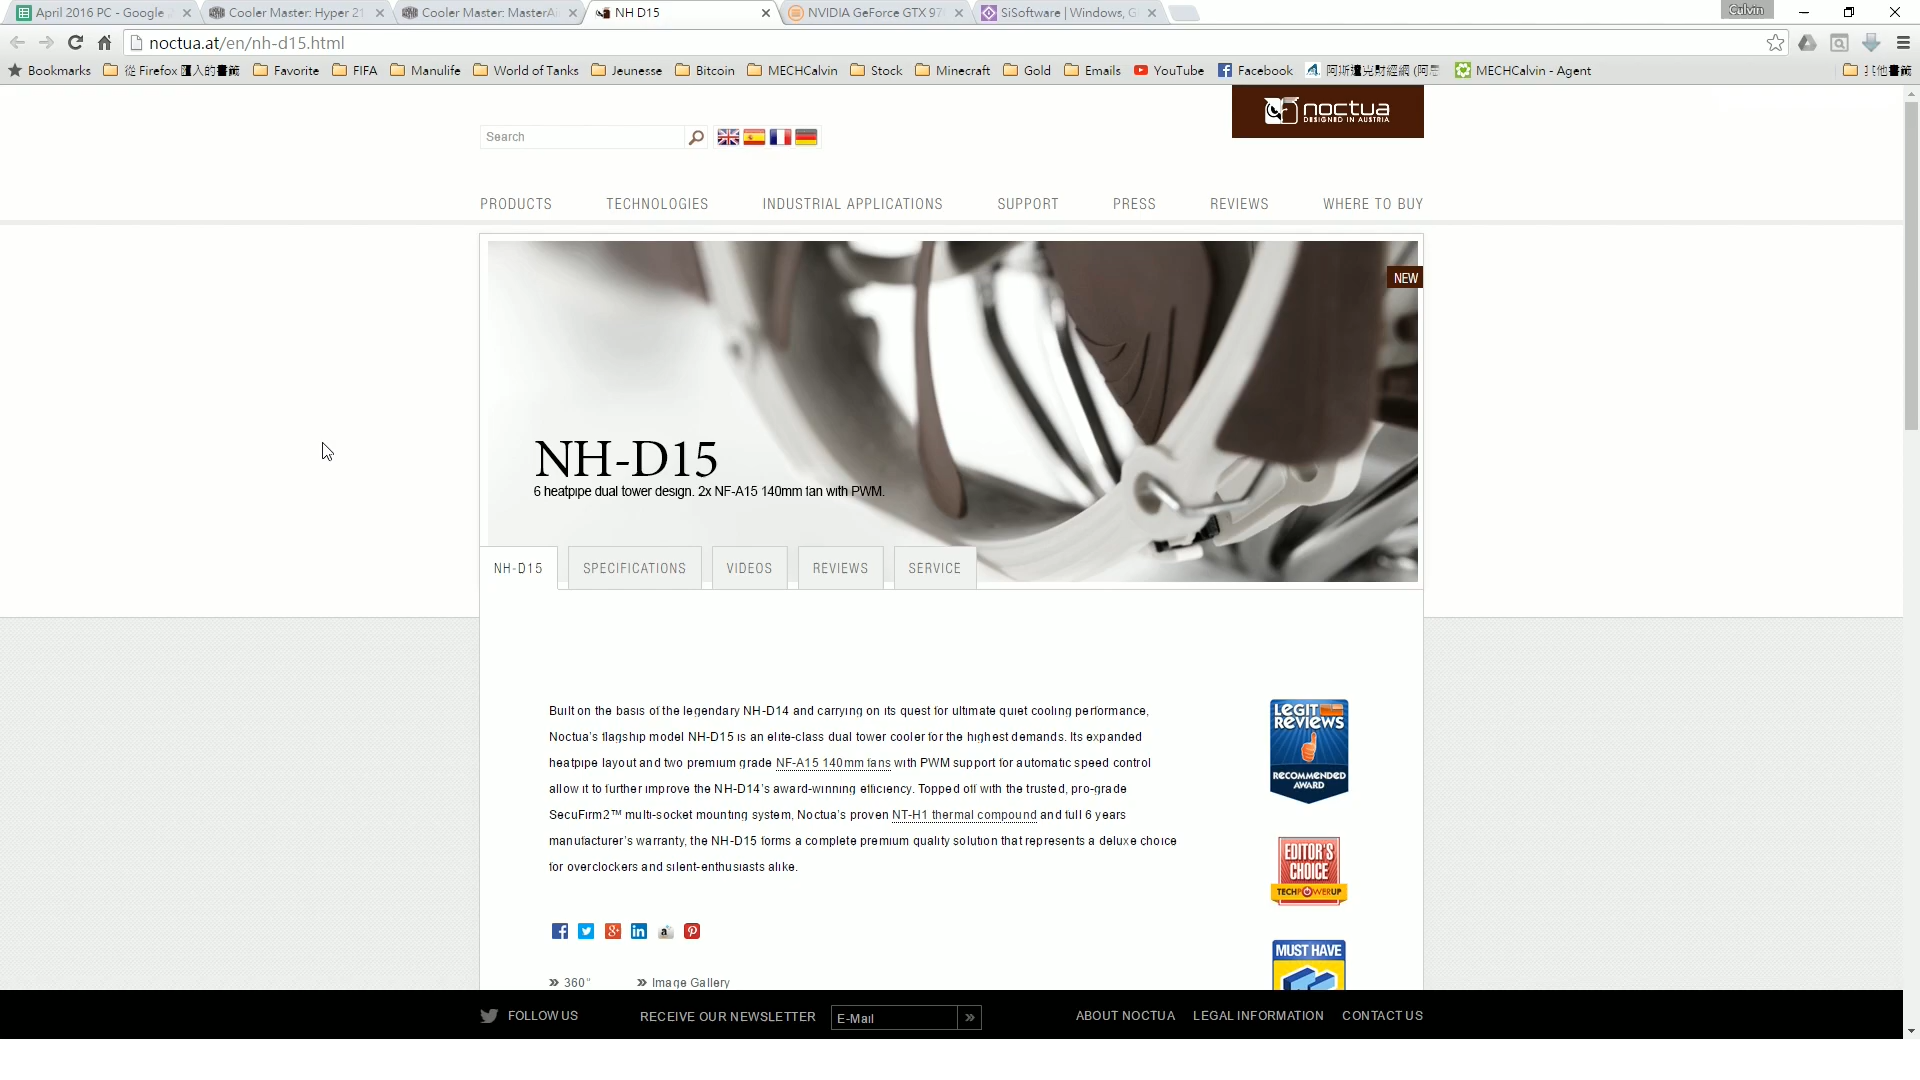 April 2016 PC - Google
Cooler Master: Hyper 21
Cooler Master: MasterAi
NH D15
NVIDIA GeForce GTX 97
SiSoftware | Windows, G
Calvin
noctua.at/en/nh-d15.html
Bookmarks
從 Firefox 匯入的書籤
Favorite
FIFA
Manulife
World of Tanks
Jeunesse
Bitcoin
MECHCalvin
Stock
Minecraft
Gold
Emails
YouTube
Facebook
MECHCalvin - Agent
其他書籤
noctua
DESIGNED IN AUSTRIA
Search
PRODUCTS
TECHNOLOGIES
INDUSTRIAL APPLICATIONS
SUPPORT
PRESS
REVIEWS
WHERE TO BUY
NEW
NH-D15
6 heatpipe dual tower design. 2x NF-A15 140mm fan with PWM.
NH-D15
SPECIFICATIONS
VIDEOS
REVIEWS
SERVICE
Built on the basis of the legendary NH-D14 and carrying on its quest for ultimate quiet cooling performance,
Noctua's flagship model NH-D15 is an elite-class dual tower cooler for the highest demands. Its expanded
heatpipe layout and two premium grade NF-A15 140mm fans with PWM support for automatic speed control
allow it to further improve the NH-D14's award-winning efficiency. Topped off with the trusted, pro-grade
SecuFirm2™ multi-socket mounting system, Noctua's proven NT-H1 thermal compound and full 6 years
manufacturer's warranty, the NH-D15 forms a complete premium quality solution that represents a deluxe choice
for overclockers and silent-enthusiasts alike.
LEGIT
REVIEWS
RECOMMENDED
AWARD
EDITOR'S
CHOICE
TECHPOWERUP
MUST HAVE
» 360°
» Image Gallery
FOLLOW US
RECEIVE OUR NEWSLETTER
E-Mail
»
ABOUT NOCTUA
LEGAL INFORMATION
CONTACT US